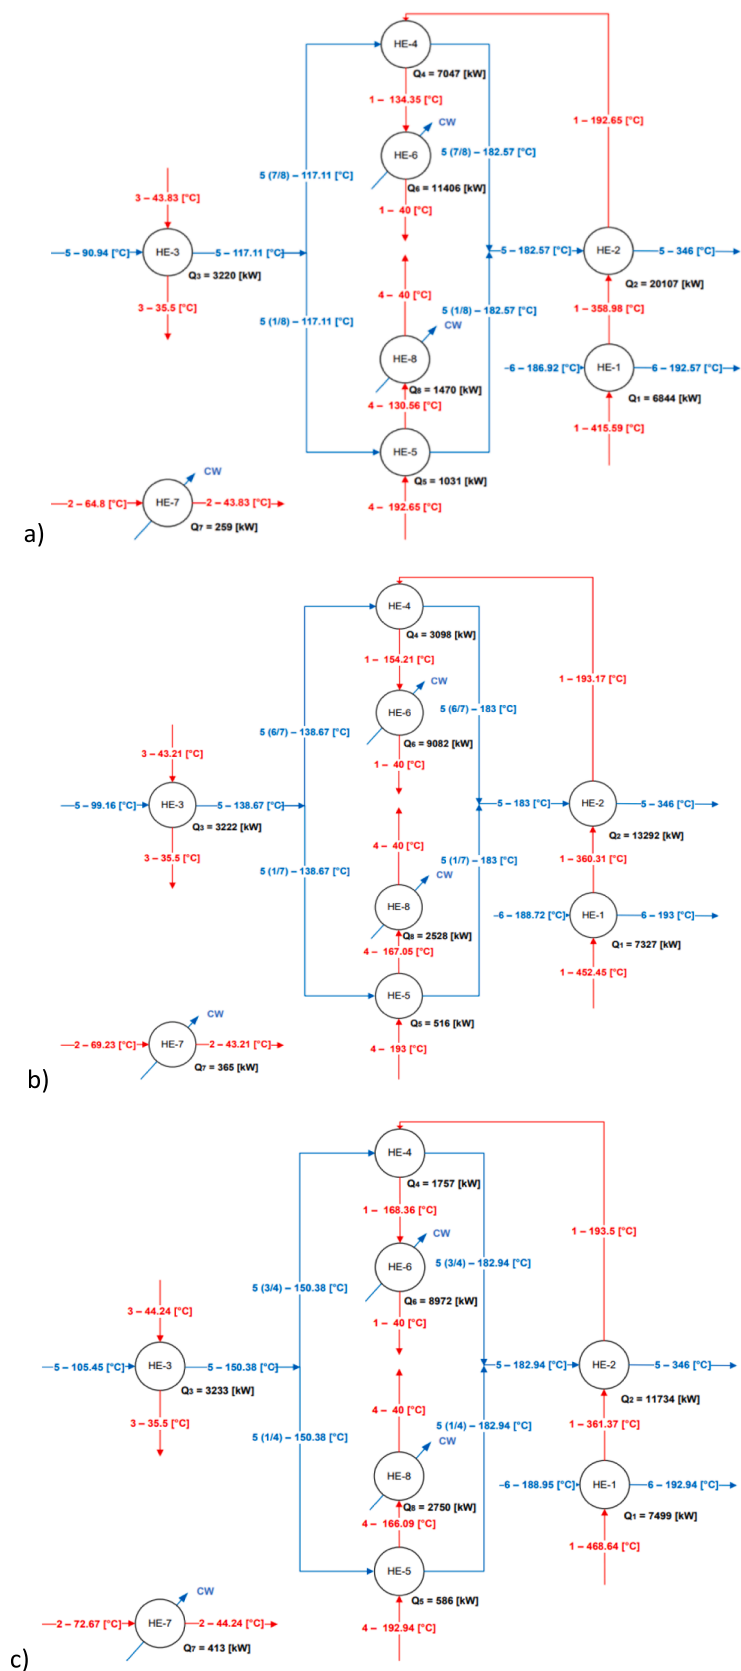 HE-4
Q₄ = 7047 [kW]
1 – 134.35 [°C]
1 – 192.65 [°C]
CW
HE-6
5 (7/8) – 182.57 [°C]
5 (7/8) – 117.11 [°C]
Q₆ = 11406 [kW]
3 – 43.83 [°C]
1 – 40 [°C]
5 – 90.94 [°C]
HE-3
5 – 117.11 [°C]
5 – 182.57 [°C]
HE-2
5 – 346 [°C]
Q₃ = 3220 [kW]
Q₂ = 20107 [kW]
4 – 40 [°C]
1 – 358.98 [°C]
3 – 35.5 [°C]
5 (1/8) – 117.11 [°C]
5 (1/8) – 182.57 [°C]
CW
HE-8
6 – 186.92 [°C]
HE-1
6 – 192.57 [°C]
Q₈ = 1470 [kW]
Q₁ = 6844 [kW]
4 – 130.56 [°C]
1 – 415.59 [°C]
HE-5
CW
Q₅ = 1031 [kW]
2 – 64.8 [°C]
HE-7
2 – 43.83 [°C]
4 – 192.65 [°C]
Q₇ = 259 [kW]
a)
HE-4
Q₄ = 3098 [kW]
1 – 154.21 [°C]
1 – 193.17 [°C]
CW
HE-6
5 (6/7) – 183 [°C]
5 (6/7) – 138.67 [°C]
Q₆ = 9082 [kW]
3 – 43.21 [°C]
1 – 40 [°C]
5 – 99.16 [°C]
HE-3
5 – 138.67 [°C]
5 – 183 [°C]
HE-2
5 – 346 [°C]
Q₃ = 3222 [kW]
Q₂ = 13292 [kW]
4 – 40 [°C]
3 – 35.5 [°C]
1 – 360.31 [°C]
5 (1/7) – 138.67 [°C]
5 (1/7) – 183 [°C]
CW
HE-8
6 – 188.72 [°C]
HE-1
6 – 193 [°C]
Q₈ = 2528 [kW]
Q₁ = 7327 [kW]
4 – 167.05 [°C]
1 – 452.45 [°C]
HE-5
CW
Q₅ = 516 [kW]
2 – 69.23 [°C]
HE-7
2 – 43.21 [°C]
4 – 193 [°C]
Q₇ = 365 [kW]
b)
HE-4
Q₄ = 1757 [kW]
1 – 168.36 [°C]
1 – 193.5 [°C]
CW
HE-6
5 (3/4) – 182.94 [°C]
5 (3/4) – 150.38 [°C]
Q₆ = 8972 [kW]
3 – 44.24 [°C]
1 – 40 [°C]
5 – 105.45 [°C]
HE-3
5 – 150.38 [°C]
5 – 182.94 [°C]
HE-2
5 – 346 [°C]
Q₃ = 3233 [kW]
Q₂ = 11734 [kW]
4 – 40 [°C]
3 – 35.5 [°C]
1 – 361.37 [°C]
5 (1/4) – 150.38 [°C]
5 (1/4) – 182.94 [°C]
CW
HE-8
6 – 188.95 [°C]
HE-1
6 – 192.94 [°C]
Q₈ = 2750 [kW]
Q₁ = 7499 [kW]
4 – 166.09 [°C]
1 – 468.64 [°C]
HE-5
CW
Q₅ = 586 [kW]
2 – 72.67 [°C]
HE-7
2 – 44.24 [°C]
4 – 192.94 [°C]
Q₇ = 413 [kW]
c)